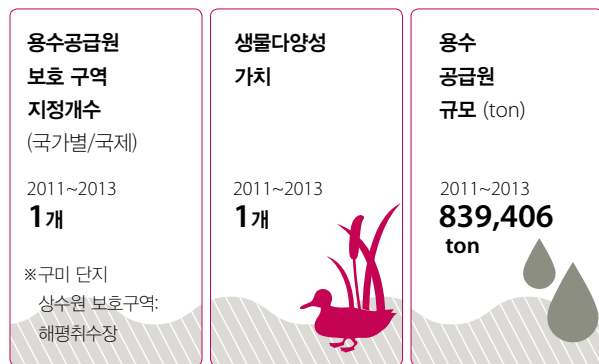 용수공급원
보호 구역
지정개수
(국가별/국제)
2011~2013
1개
※구미 단지
상수원 보호구역:
해평취수장
생물다양성
가치
2011~2013
1개
용수
공급원
규모 (ton)
2011~2013
839,406
ton